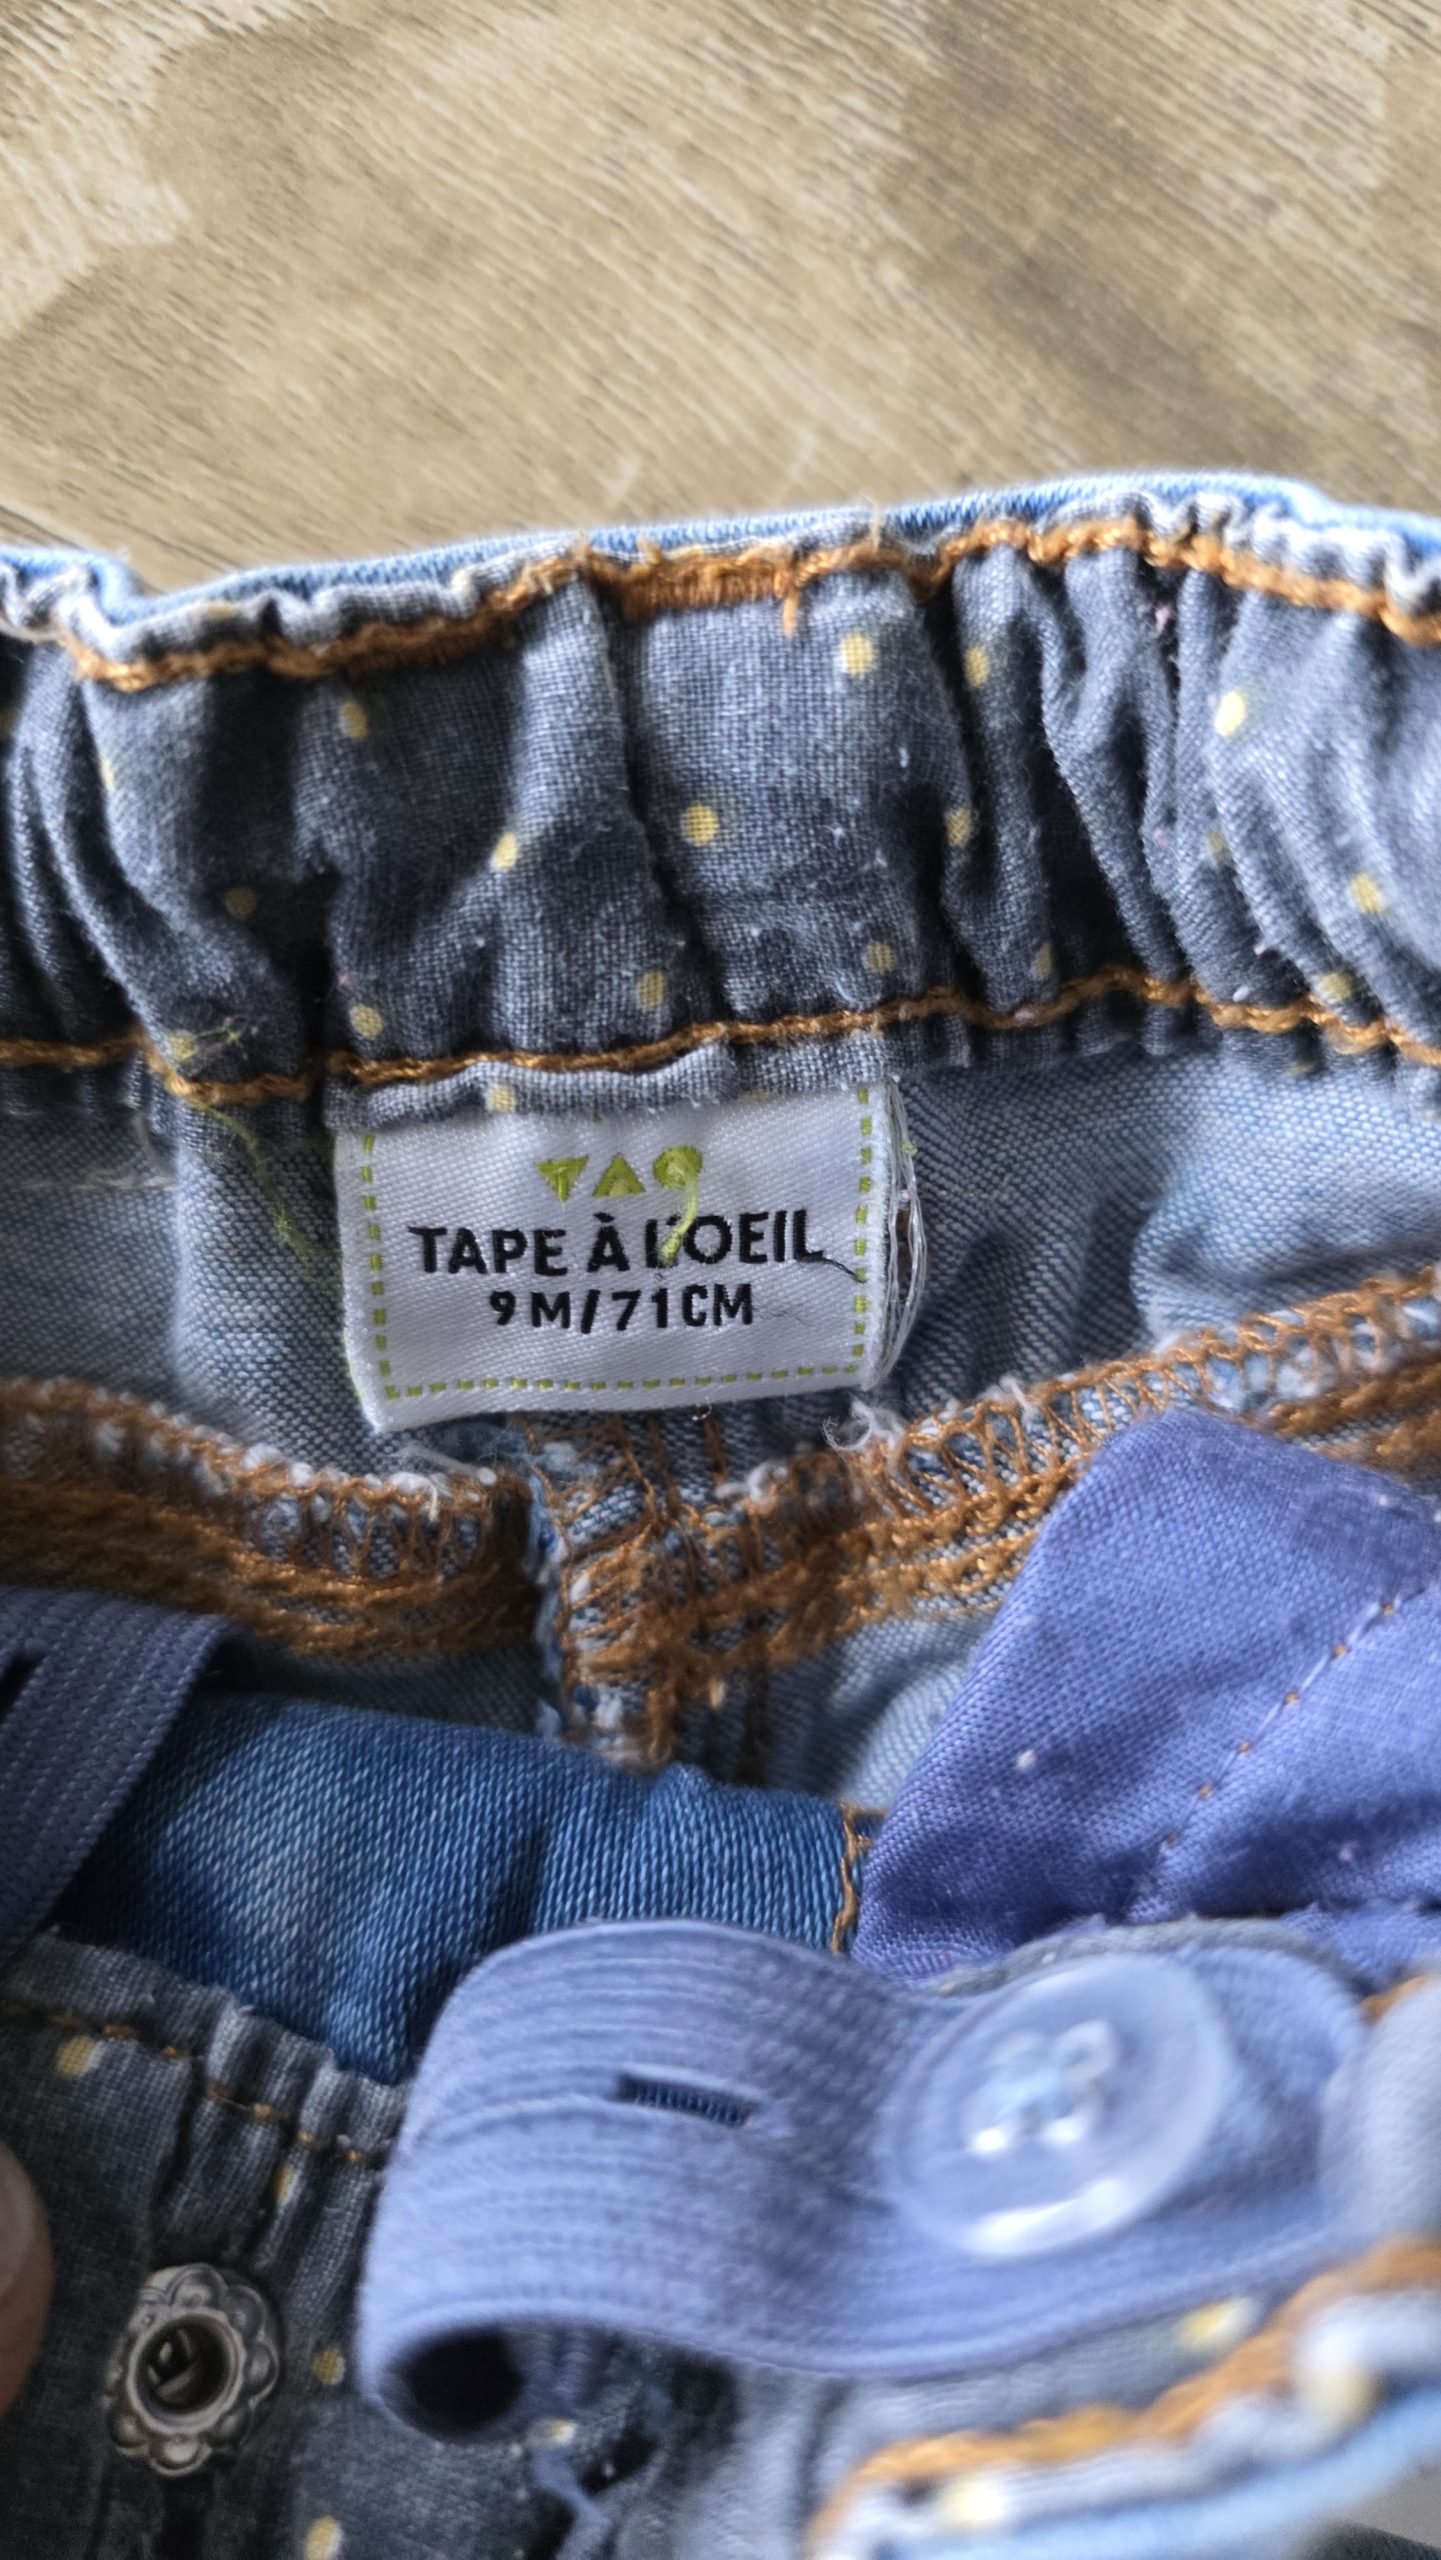 TAO
TAPE À L'OEIL
9M/71CM